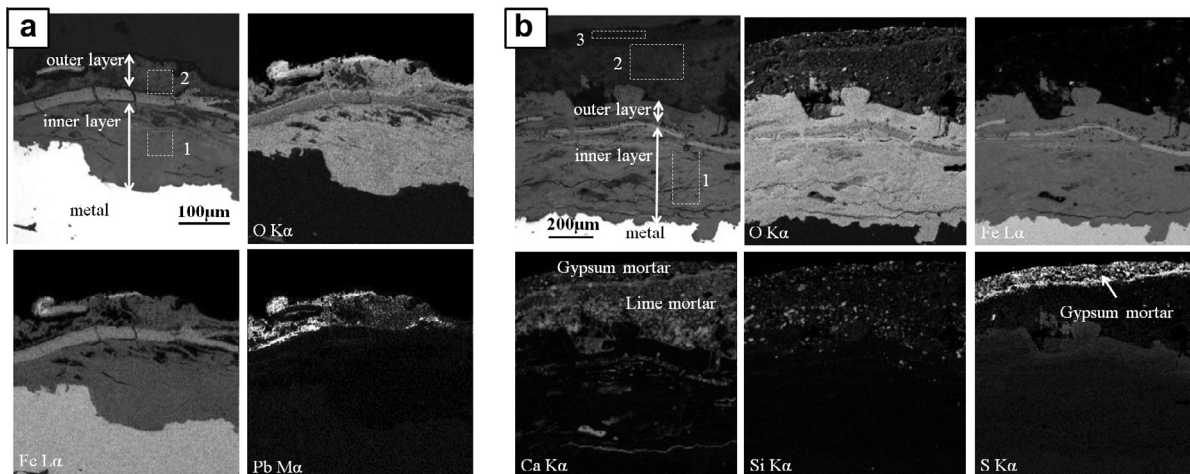 a
outer layer
2
inner layer
1
metal
100μm
O Kα
Fe Lα
Pb Mα
b
3
2
outer layer
inner layer
1
200μm
metal
O Kα
Fe Lα
Gypsum mortar
Lime mortar
Ca Kα
Si Kα
Gypsum mortar
S Kα